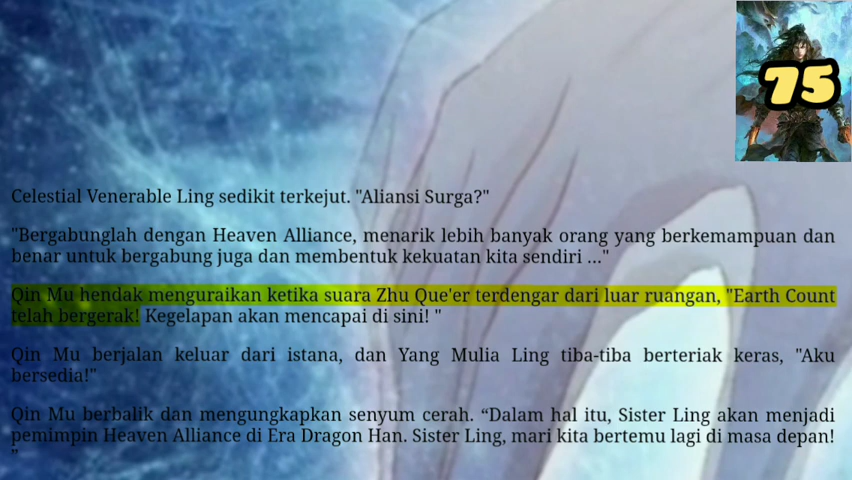 75
Celestial Venerable Ling sedikit terkejut. "Aliansi Surga?"
"Bergabunglah dengan Heaven Alliance, menarik lebih banyak orang yang berkemampuan dan
benar untuk bergabung juga dan membentuk kekuatan kita sendiri ..."
Qin Mu hendak menguraikan ketika suara Zhu Que'er terdengar dari luar ruangan, "Earth Count
telah bergerak! Kegelapan akan mencapai di sini! "
Qin Mu berjalan keluar dari istana, dan Yang Mulia Ling tiba-tiba berteriak keras, "Aku
bersedia!"
Qin Mu berbalik dan mengungkapkan senyum cerah. “Dalam hal itu, Sister Ling akan menjadi
pemimpin Heaven Alliance di Era Dragon Han. Sister Ling, mari kita bertemu lagi di masa depan!
”